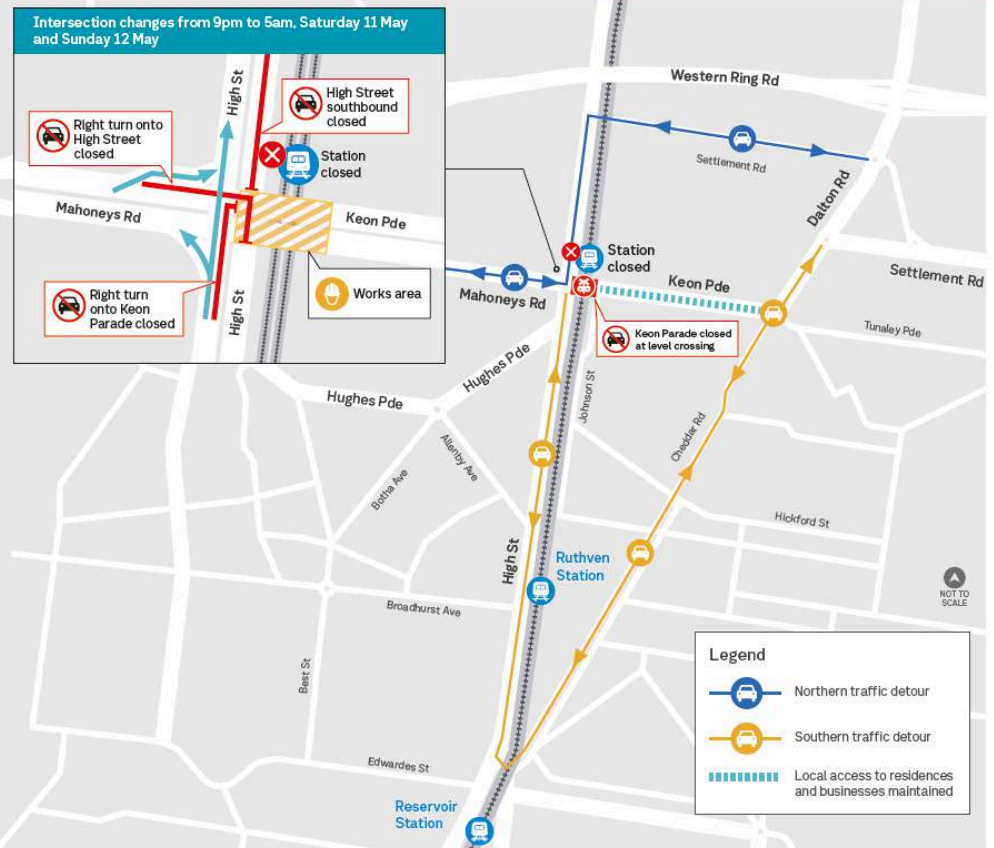 Intersection changes from 9pm to 5am, Saturday 11 May
and Sunday 12 May
High St
High Street
southbound
closed
Right turn onto
High Street
closed
Station
closed
Mahoneys Rd
Keon Pde
Right turn
onto Keon
Parade closed
High St
Works area
Western Ring Rd
Settlement Rd
Dalton Rd
Station
closed
Settlement Rd
Keon Pde
Mahoneys Rd
Tunaley Pde
Keon Parade closed
at level crossing
Hughes Pde
Hughes Pde
Johnson St
Allenby Ave
Botha Ave
Cheddar Rd
Hickford St
High St
Ruthven
Station
NOT TO
SCALE
Broadhurst Ave
Best St
Edwardes St
Reservoir
Station
Legend
Northern traffic detour
Southern traffic detour
Local access to residences
and businesses maintained